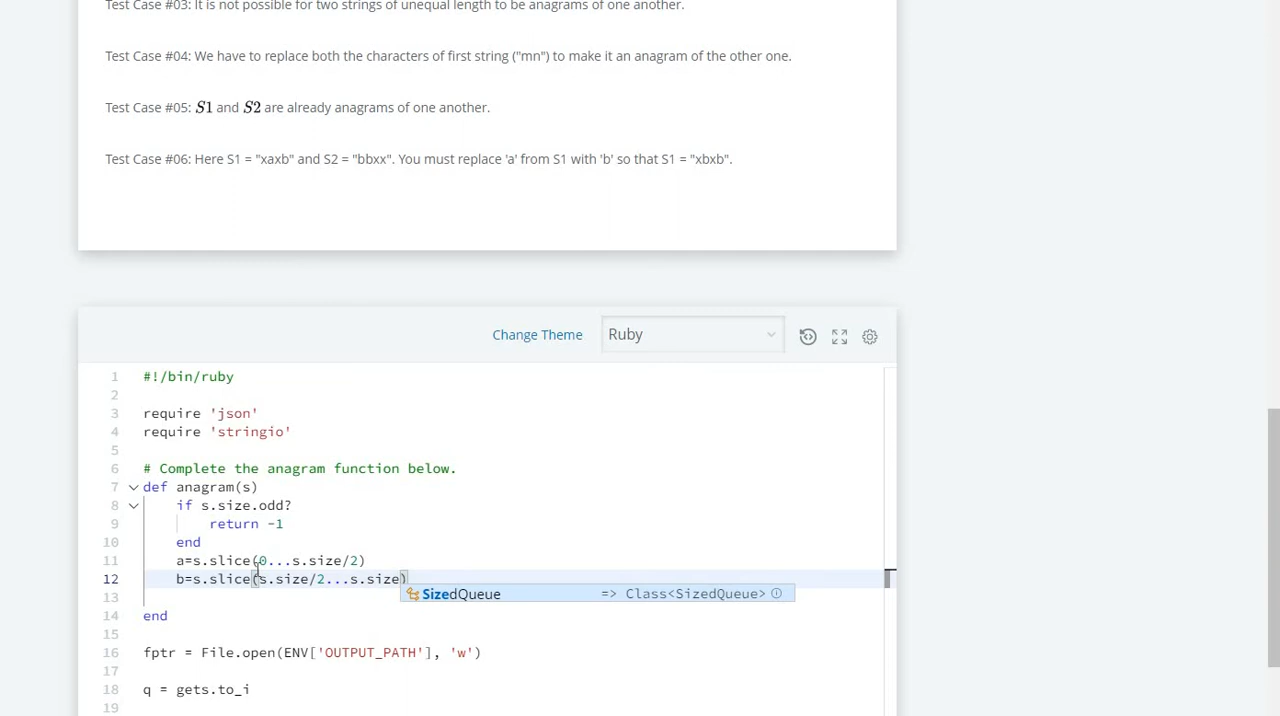 Test Case #03: It is not possible for two strings of unequal length to be anagrams of one another.
Test Case #04: We have to replace both the characters of first string ("mn") to make it an anagram of the other one.
Test Case #05: S1 and S2 are already anagrams of one another.
Test Case #06: Here S1 = "xaxb" and S2 = "bbxx". You must replace 'a' from S1 with 'b' so that S1 = "xbxb".
Change Theme Ruby
1 #!/bin/ruby
2
3 require 'json'
4 require 'stringio'
5
6 # Complete the anagram function below.
7 def anagram(s)
8 if s.size.odd?
9 return -1
10 end
11 a=s.slice(0...s.size/2)
12 b=s.slice(s.size/2...s.size)
SizedQueue => Class<SizedQueue>
13
14 end
15
16 fptr = File.open(ENV['OUTPUT_PATH'], 'w')
17
18 q = gets.to_i
19